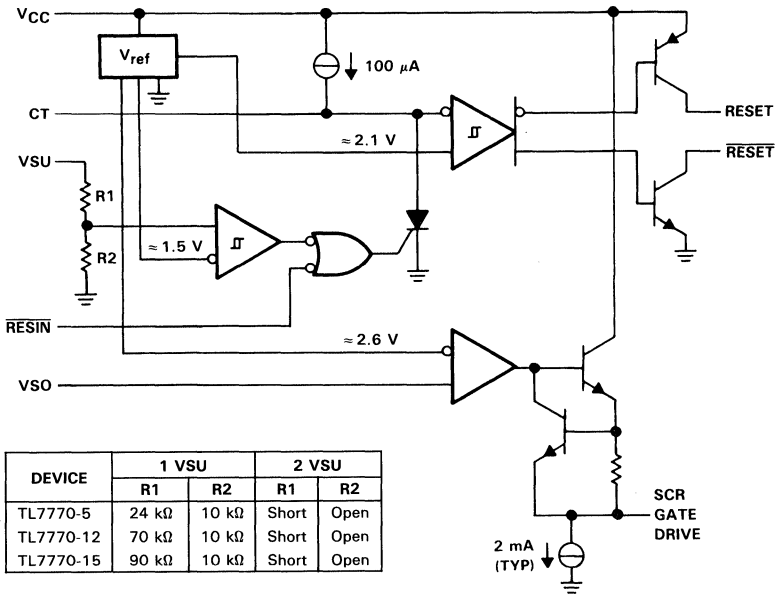 VCC
Vref
100 μA
CT
RESET
≈2.1 V
VSU
RESET
R1
R2
≈1.5 V
RESIN
≈2.6 V
VSO
DEVICE 1 VSU 2 VSU
R1 R2 R1 R2
TL7770-5 24 kΩ 10 kΩ Short Open
TL7770-12 70 kΩ 10 kΩ Short Open
TL7770-15 90 kΩ 10 kΩ Short Open
SCR
GATE
DRIVE
2 mA
(TYP)